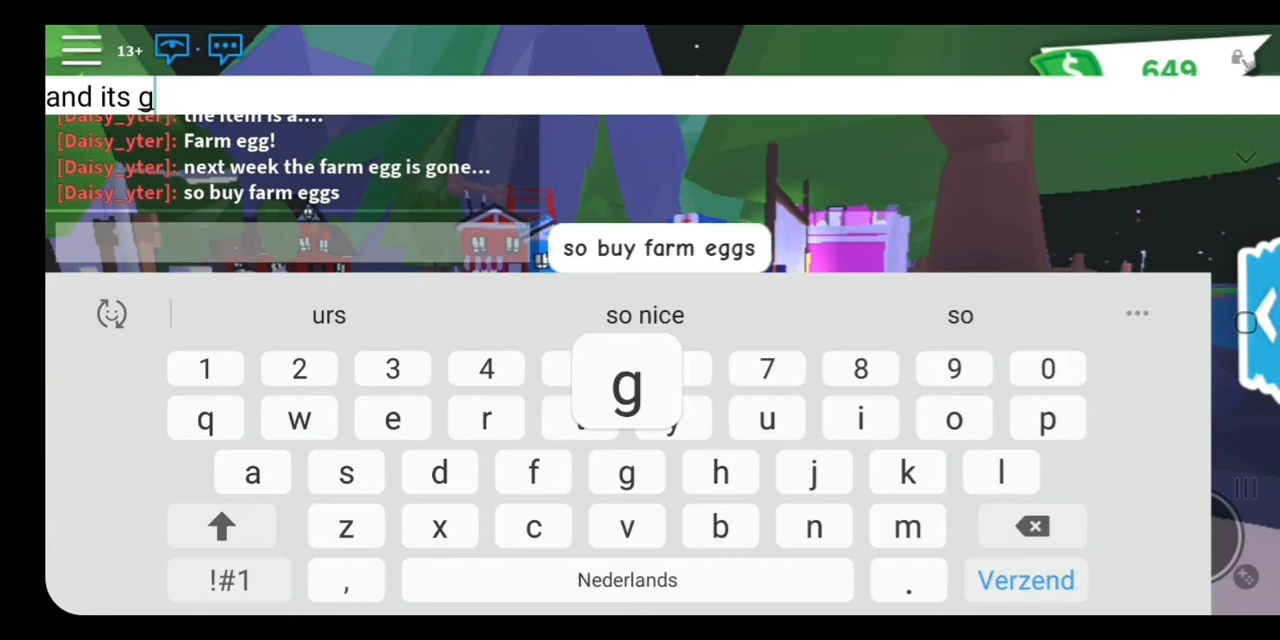 13+
649
and its g
[Daisy_yter]: the item is a....
[Daisy_yter]: Farm egg!
[Daisy_yter]: next week the farm egg is gone...
[Daisy_yter]: so buy farm eggs
so buy farm eggs
urs so nice so
1 2 3 4 7 8 9 0
g
q w e r y u i o p
a s d f g h j k l
z x c v b n m
!#1 , Nederlands . Verzend